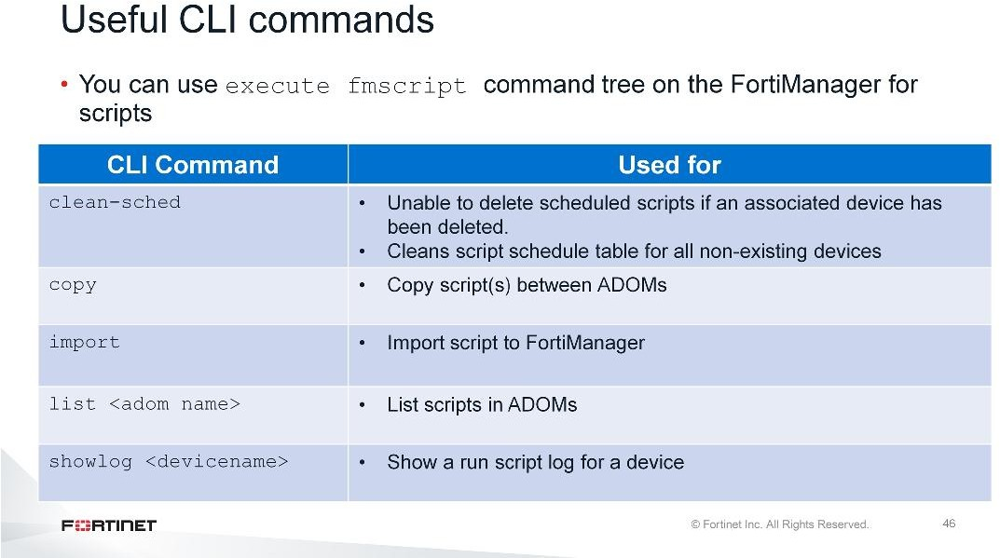 Useful CLI commands
• You can use execute fmscript command tree on the FortiManager for
scripts
CLI Command
Used for
clean-sched
• Unable to delete scheduled scripts if an associated device has
been deleted.
• Cleans script schedule table for all non-existing devices
copy
• Copy script(s) between ADOMs
import
• Import script to FortiManager
list <adom name>
• List scripts in ADOMs
showlog <devicename>
• Show a run script log for a device
FORTINET
© Fortinet Inc. All Rights Reserved.
46